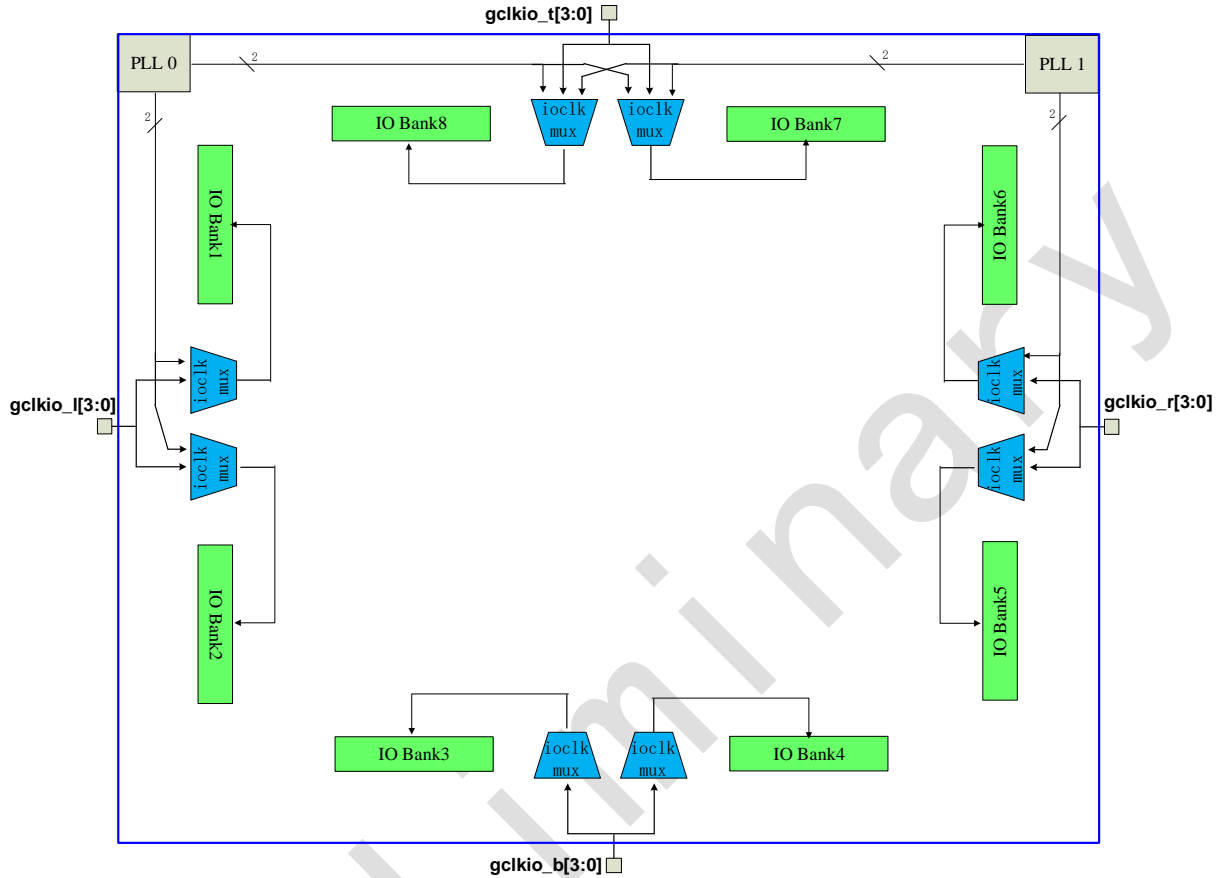 gclkio_t[3:0]
PLL 0
2
2
PLL 1
ioclk
mux
ioclk
mux
IO Bank8
IO Bank7
2
2
IO Bank1
IO Bank6
ioclk
mux
ioclk
mux
gclkio_l[3:0]
gclkio_r[3:0]
ioclk
mux
ioclk
mux
IO Bank2
IO Bank5
IO Bank3
ioclk
mux
ioclk
mux
IO Bank4
gclkio_b[3:0]
liminary